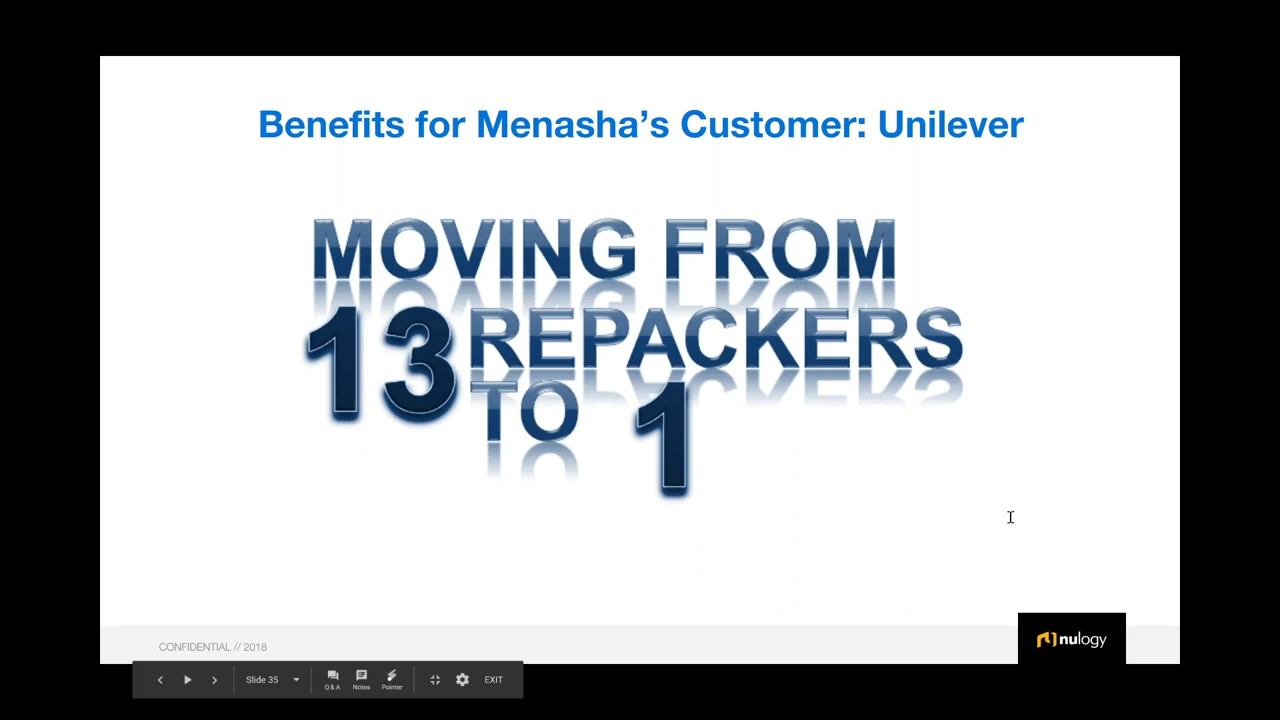 Benefits for Menasha’s Customer: Unilever
MOVING FROM
13 REPACKERS
TO 1
CONFIDENTIAL // 2018
nulogy
Slide 35
Q & A Notes Pointer
EXIT